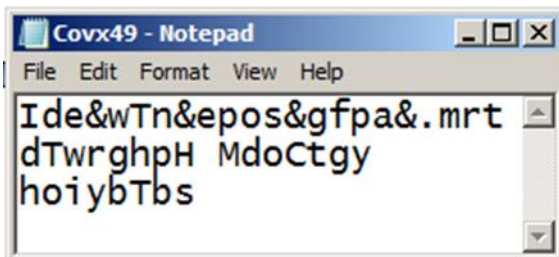 Covx49 - Notepad
File Edit Format View Help
Ide&wTn&epos&gfpa&.mrt
dTwrghpH MdoCtgy
hoiybTbs